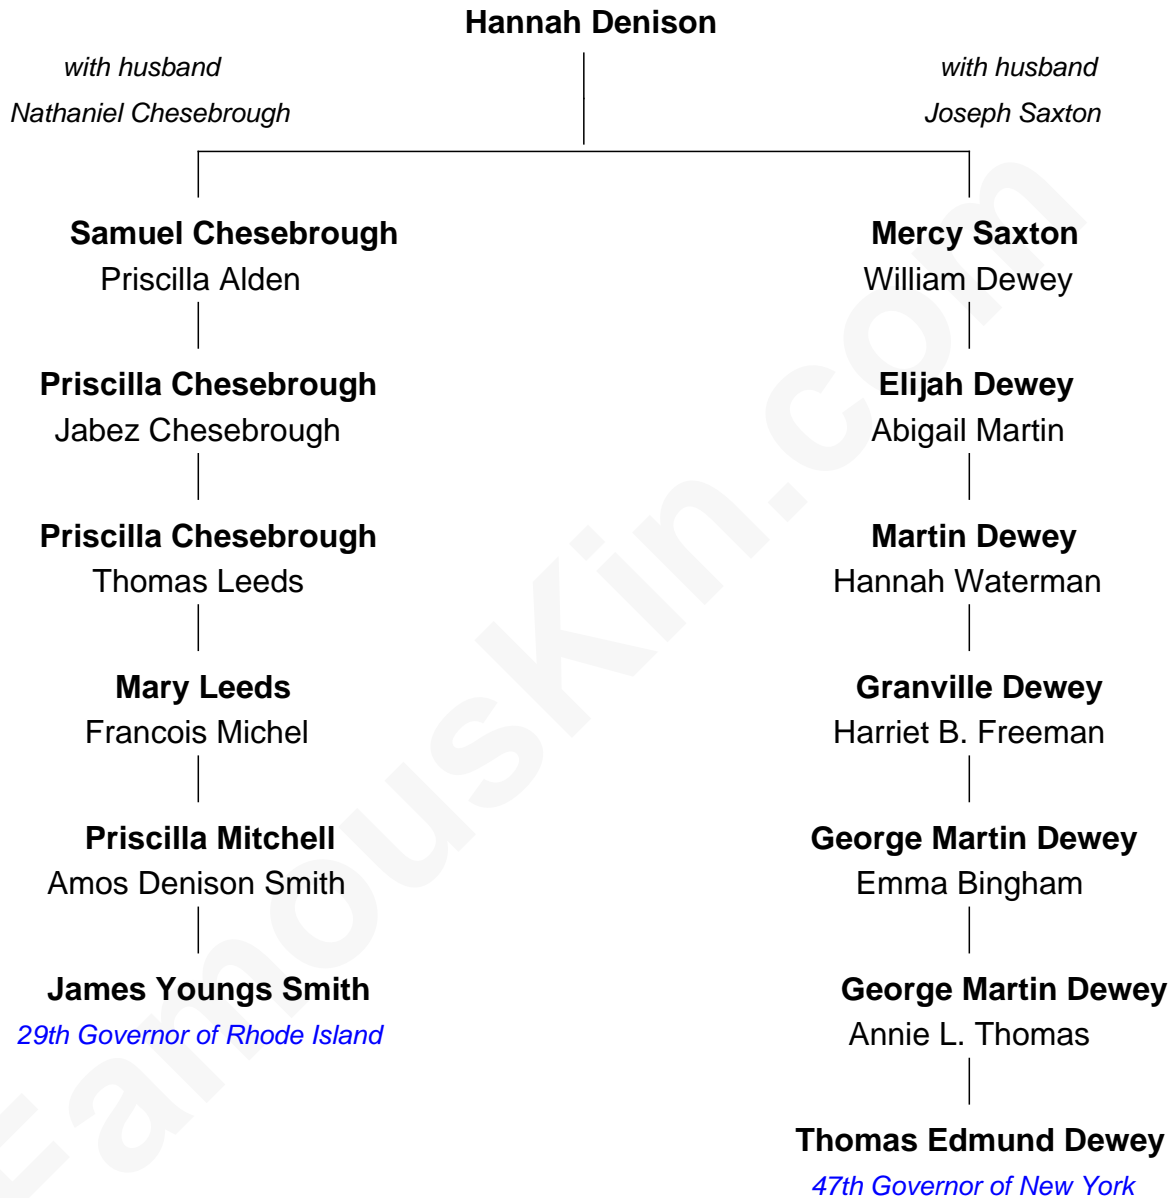 Hannah Denison
with husband
Nathaniel Chesebrough
with husband
Joseph Saxton
Samuel Chesebrough
Priscilla Alden
Mercy Saxton
William Dewey
Priscilla Chesebrough
Jabez Chesebrough
Elijah Dewey
Abigail Martin
Priscilla Chesebrough
Thomas Leeds
Martin Dewey
Hannah Waterman
Mary Leeds
Francois Michel
Granville Dewey
Harriet B. Freeman
Priscilla Mitchell
Amos Denison Smith
George Martin Dewey
Emma Bingham
James Youngs Smith
29th Governor of Rhode Island
George Martin Dewey
Annie L. Thomas
Thomas Edmund Dewey
47th Governor of New York
FamousKin.com